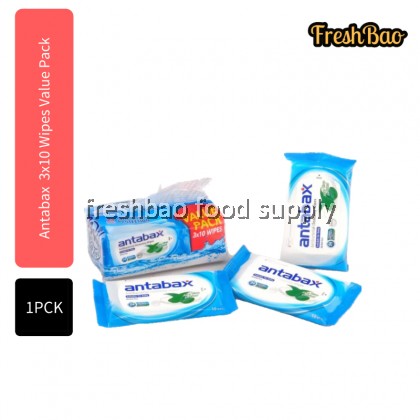 FreshBao
Antabax 3x10 Wipes Value Pack
1PCK
freshbao food supply
VALUE
PACK
3x10 WIPES
antabax
antabax
antabax
antabax